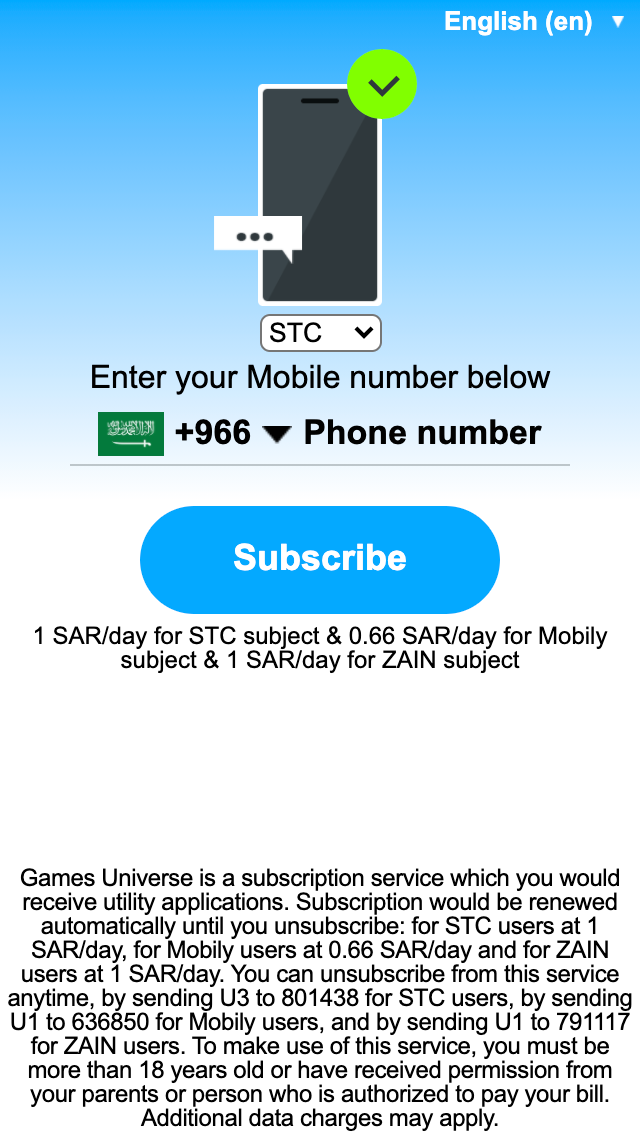 English (en) ▼
STC
Enter your Mobile number below
+966 Phone number
Subscribe
1 SAR/day for STC subject & 0.66 SAR/day for Mobily
subject & 1 SAR/day for ZAIN subject
Games Universe is a subscription service which you would
receive utility applications. Subscription would be renewed
automatically until you unsubscribe: for STC users at 1
SAR/day, for Mobily users at 0.66 SAR/day and for ZAIN
users at 1 SAR/day. You can unsubscribe from this service
anytime, by sending U3 to 801438 for STC users, by sending
U1 to 636850 for Mobily users, and by sending U1 to 791117
for ZAIN users. To make use of this service, you must be
more than 18 years old or have received permission from
your parents or person who is authorized to pay your bill.
Additional data charges may apply.